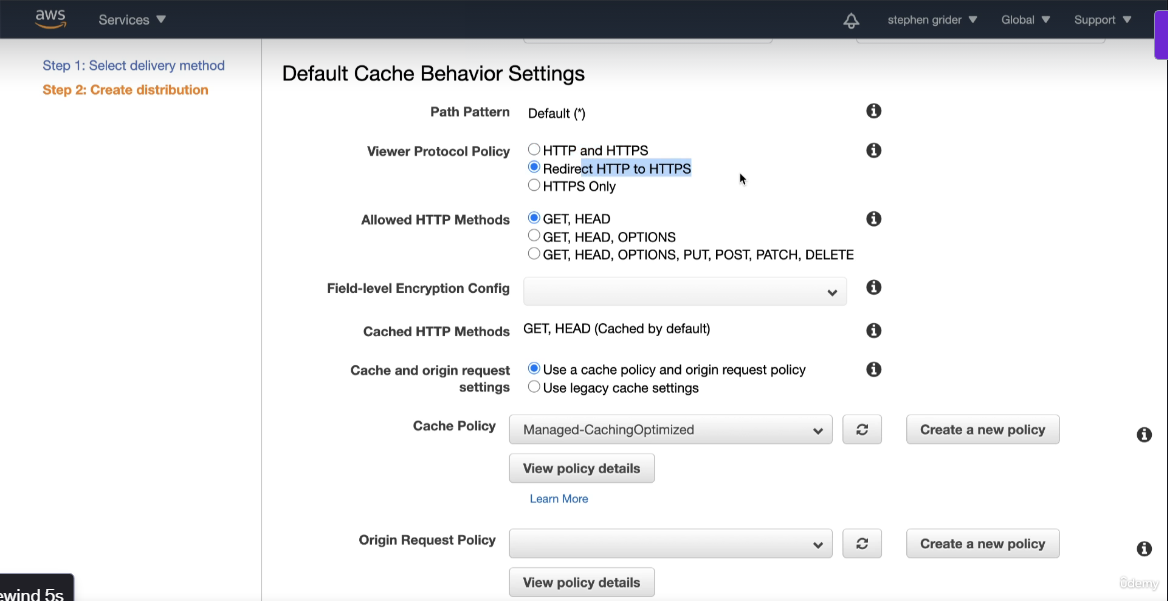 aws Services stephen grider Global Support
Step 1: Select delivery method
Step 2: Create distribution
Default Cache Behavior Settings
Path Pattern Default (*)
Viewer Protocol Policy HTTP and HTTPS
Redirect HTTP to HTTPS
HTTPS Only
Allowed HTTP Methods GET, HEAD
GET, HEAD, OPTIONS
GET, HEAD, OPTIONS, PUT, POST, PATCH, DELETE
Field-level Encryption Config
Cached HTTP Methods GET, HEAD (Cached by default)
Cache and origin request settings
Use a cache policy and origin request policy
Use legacy cache settings
Cache Policy Managed-CachingOptimized Create a new policy
View policy details
Learn More
Origin Request Policy Create a new policy
View policy details
ewind 5s
ûdemy